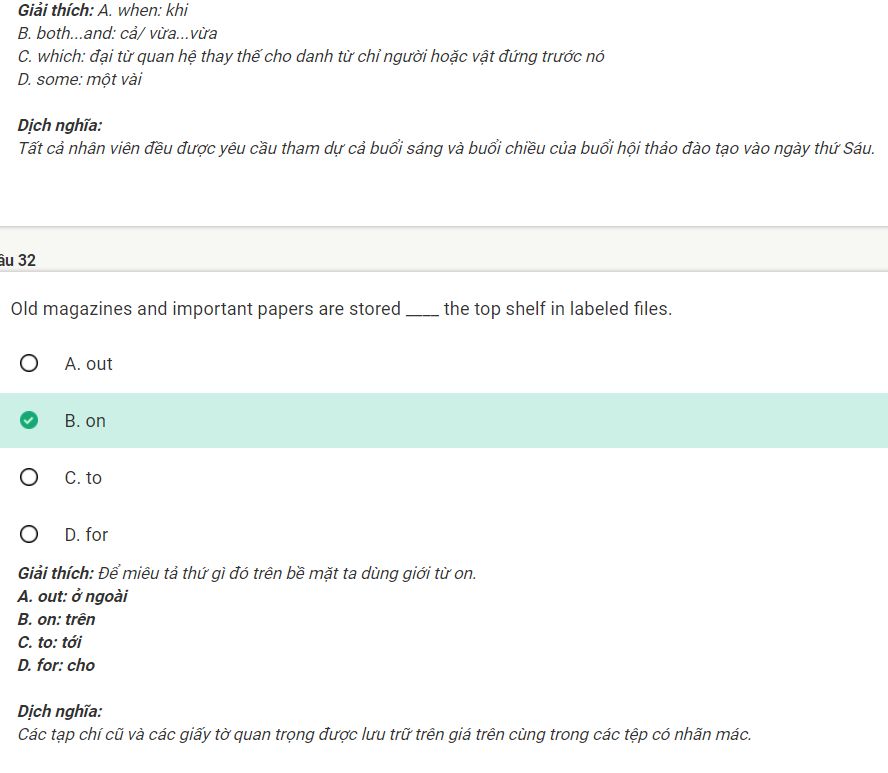 Giải thích: A. when: khi
B. both...and: cả/ vừa...vừa
C. which: đại từ quan hệ thay thế cho danh từ chỉ người hoặc vật đứng trước nó
D. some: một vài
Dịch nghĩa:
Tất cả nhân viên đều được yêu cầu tham dự cả buổi sáng và buổi chiều của buổi hội thảo đào tạo vào ngày thứ Sáu.
âu 32
Old magazines and important papers are stored ____ the top shelf in labeled files.
A. out
B. on
C. to
D. for
Giải thích: Để miêu tả thứ gì đó trên bề mặt ta dùng giới từ on.
A. out: ở ngoài
B. on: trên
C. to: tới
D. for: cho
Dịch nghĩa:
Các tạp chí cũ và các giấy tờ quan trọng được lưu trữ trên giá trên cùng trong các tệp có nhãn mác.